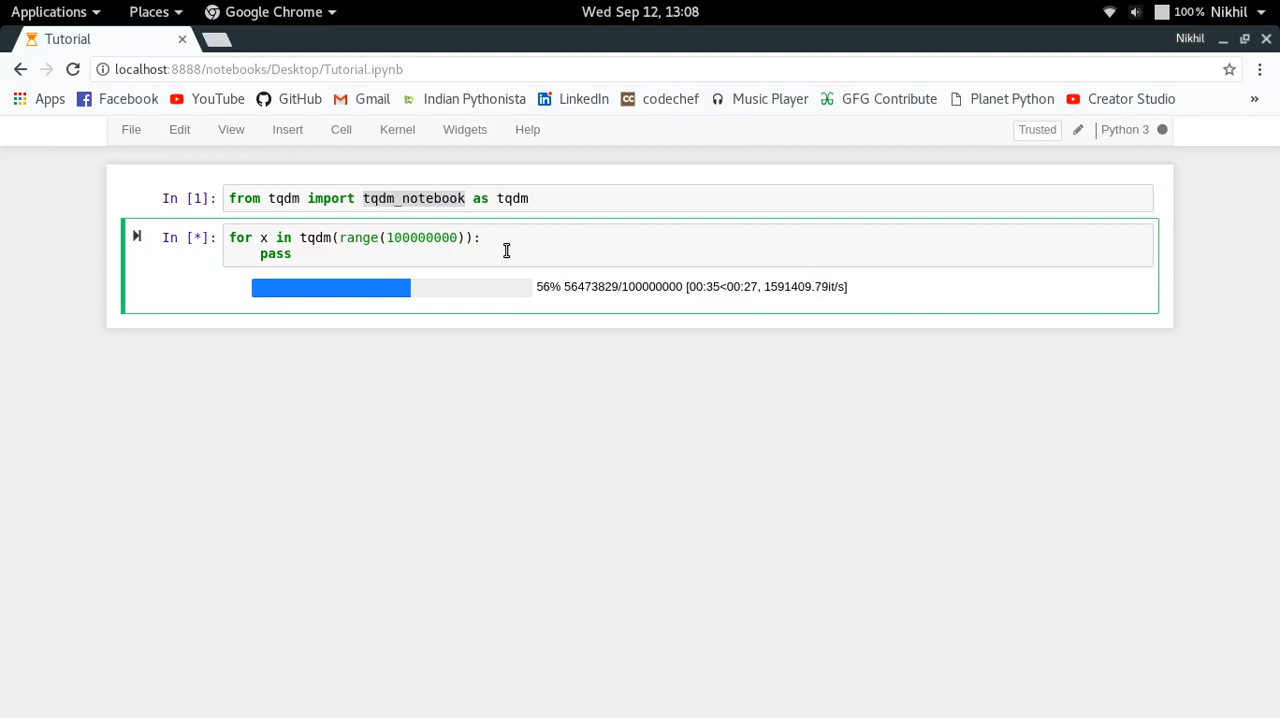 Applications Places Google Chrome Wed Sep 12, 13:08 100% Nikhil
Tutorial Nikhil
localhost:8888/notebooks/Desktop/Tutorial.ipynb
Apps Facebook YouTube GitHub Gmail Indian Pythonista LinkedIn codechef Music Player GFG Contribute Planet Python Creator Studio »
File Edit View Insert Cell Kernel Widgets Help Trusted Python 3
In [1]: from tqdm import tqdm_notebook as tqdm
In [*]: for x in tqdm(range(100000000)):
pass
56% 56473829/100000000 [00:35<00:27, 1591409.79it/s]